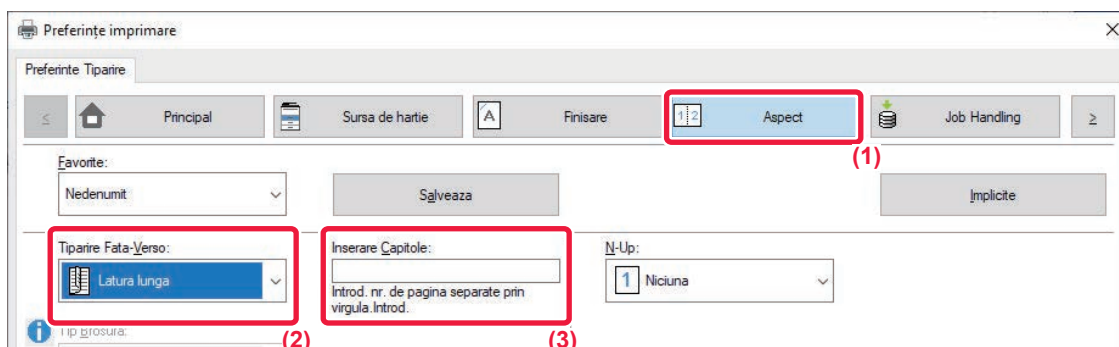 Preferințe imprimare
Preferinte Tiparire
< Principal Sursa de hartie A Finisare 1 2 Aspect Job Handling >
(1)
Favorite:
Nedenumit Salveaza Implicite
Tiparire Fata-Verso: Inserare Capitole: N-Up:
Latura lunga 1 Niciuna
Introd. nr. de pagina separate prin
virgula.Introd.
Tip Brosura:
(2) (3)